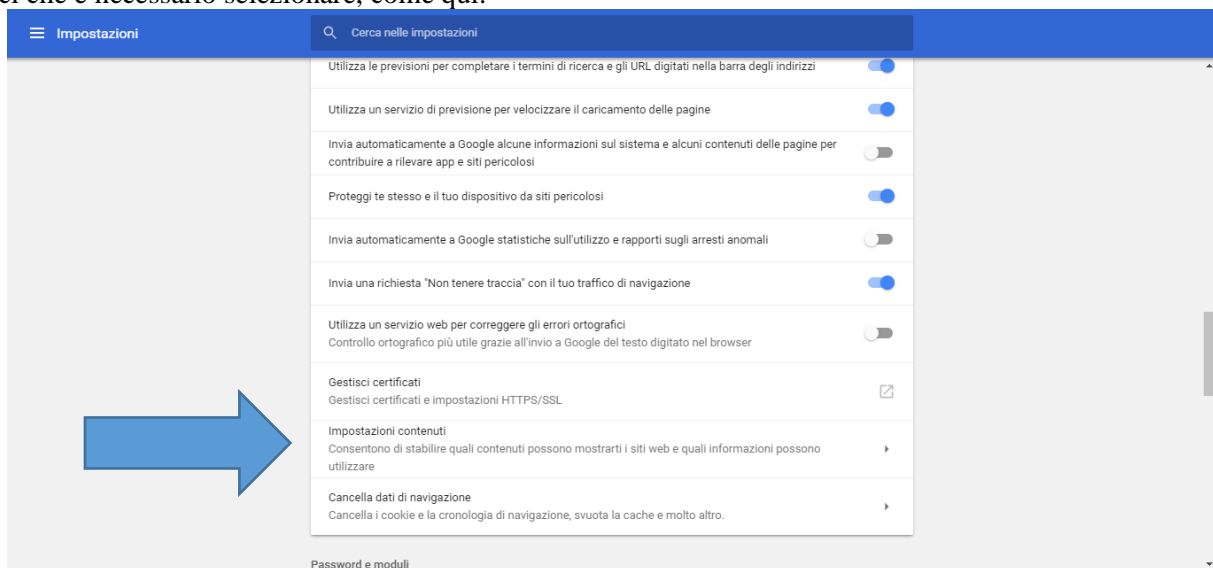 che è necessario selezionare, come qui:
Impostazioni
Cerca nelle impostazioni
Utilizza le previsioni per completare i termini di ricerca e gli URL digitati nella barra degli indirizzi
Utilizza un servizio di previsione per velocizzare il caricamento delle pagine
Invia automaticamente a Google alcune informazioni sul sistema e alcuni contenuti delle pagine per
contribuire a rilevare app e siti pericolosi
Proteggi te stesso e il tuo dispositivo da siti pericolosi
Invia automaticamente a Google statistiche sull'utilizzo e rapporti sugli arresti anomali
Invia una richiesta "Non tenere traccia" con il tuo traffico di navigazione
Utilizza un servizio web per correggere gli errori ortografici
Controllo ortografico più utile grazie all'invio a Google del testo digitato nel browser
Gestisci certificati
Gestisci certificati e impostazioni HTTPS/SSL
Impostazioni contenuti
Consentono di stabilire quali contenuti possono mostrarti i siti web e quali informazioni possono
utilizzare
Cancella dati di navigazione
Cancella i cookie e la cronologia di navigazione, svuota la cache e molto altro.
Password e moduli